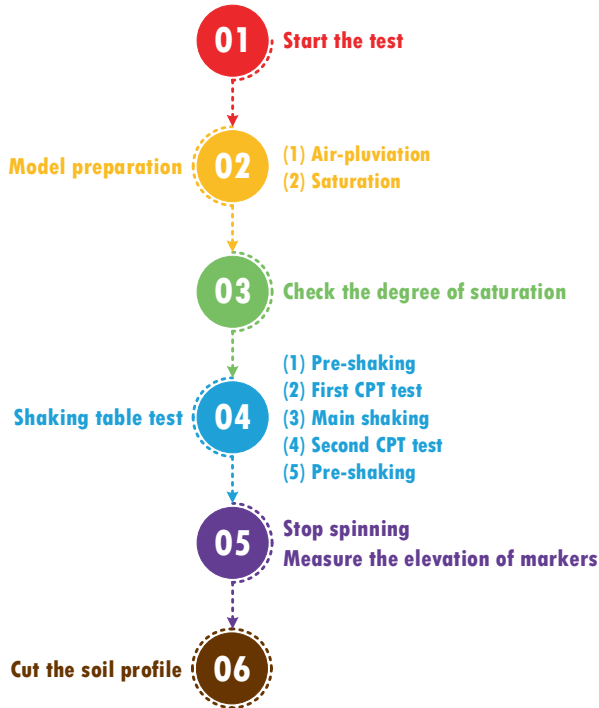 01
Start the test
Model preparation
02
(1) Air-pluviation
(2) Saturation
03
Check the degree of saturation
Shaking table test
04
(1) Pre-shaking
(2) First CPT test
(3) Main shaking
(4) Second CPT test
(5) Pre-shaking
05
Stop spinning
Measure the elevation of markers
Cut the soil profile
06